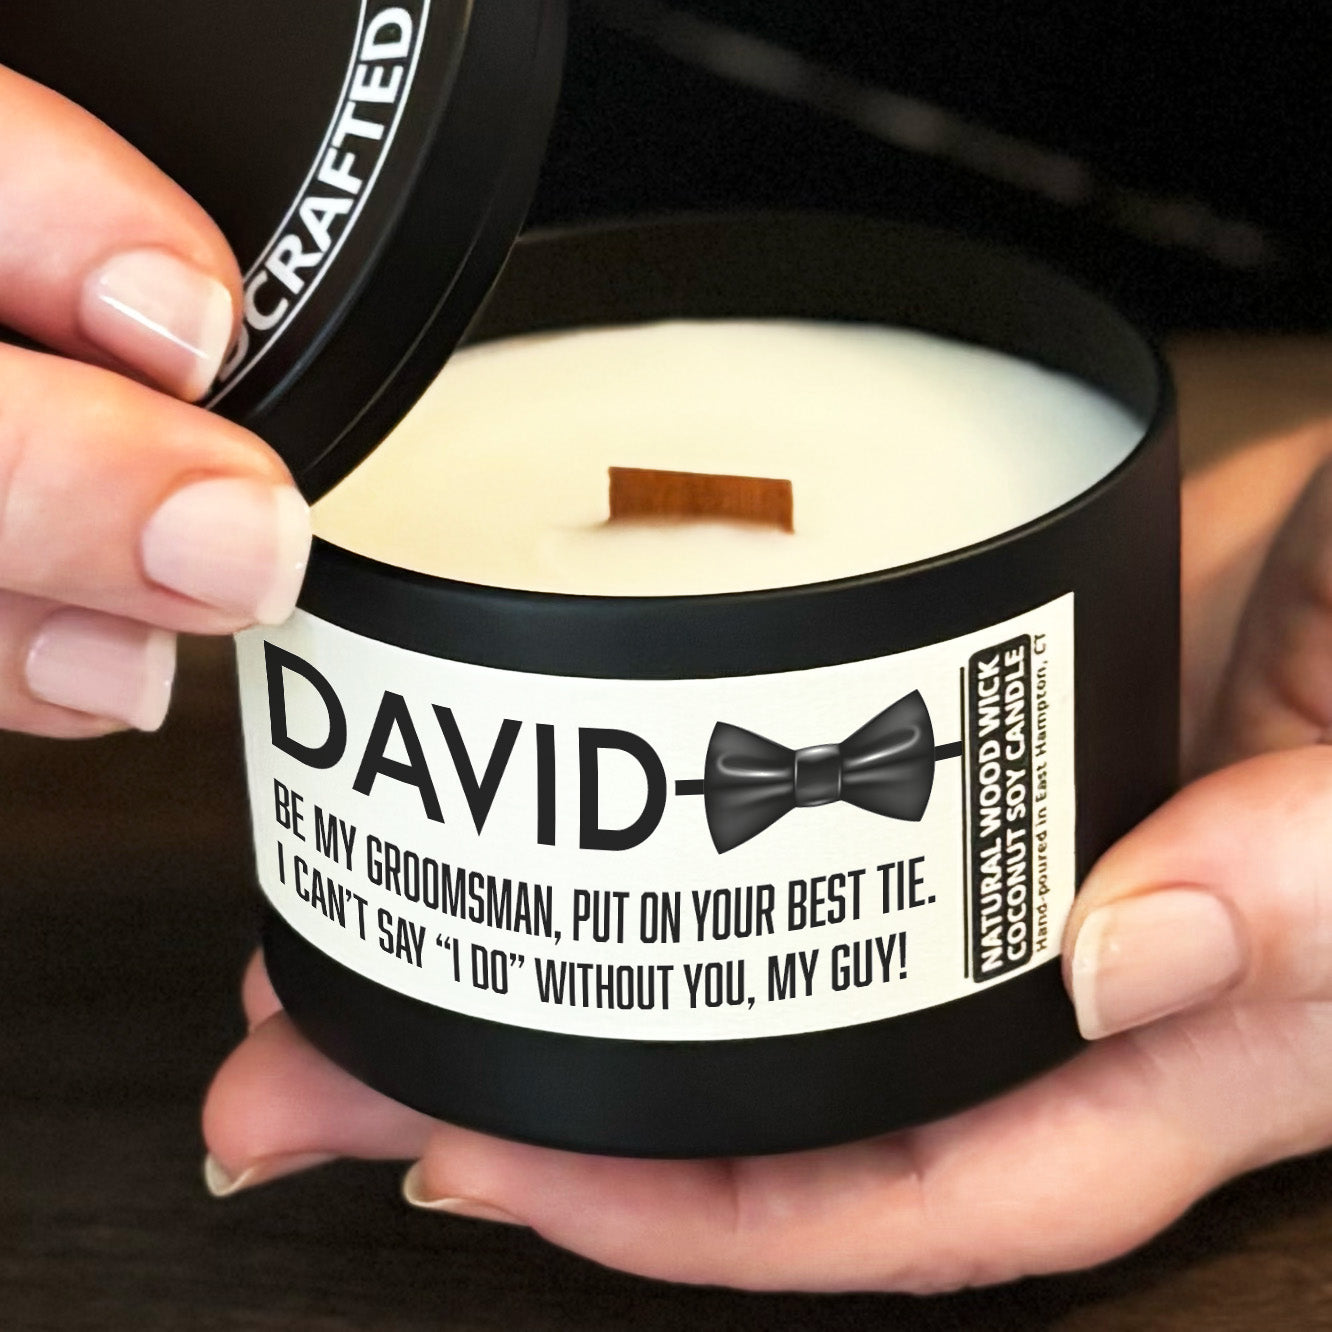 CRAFTED
DAVID
BE MY GROOMSMAN, PUT ON YOUR BEST TIE.
I CAN'T SAY “I DO” WITHOUT YOU, MY GUY!
NATURAL WOOD WICK
COCONUT SOY CANDLE
Hand-poured in East Hampton, CT